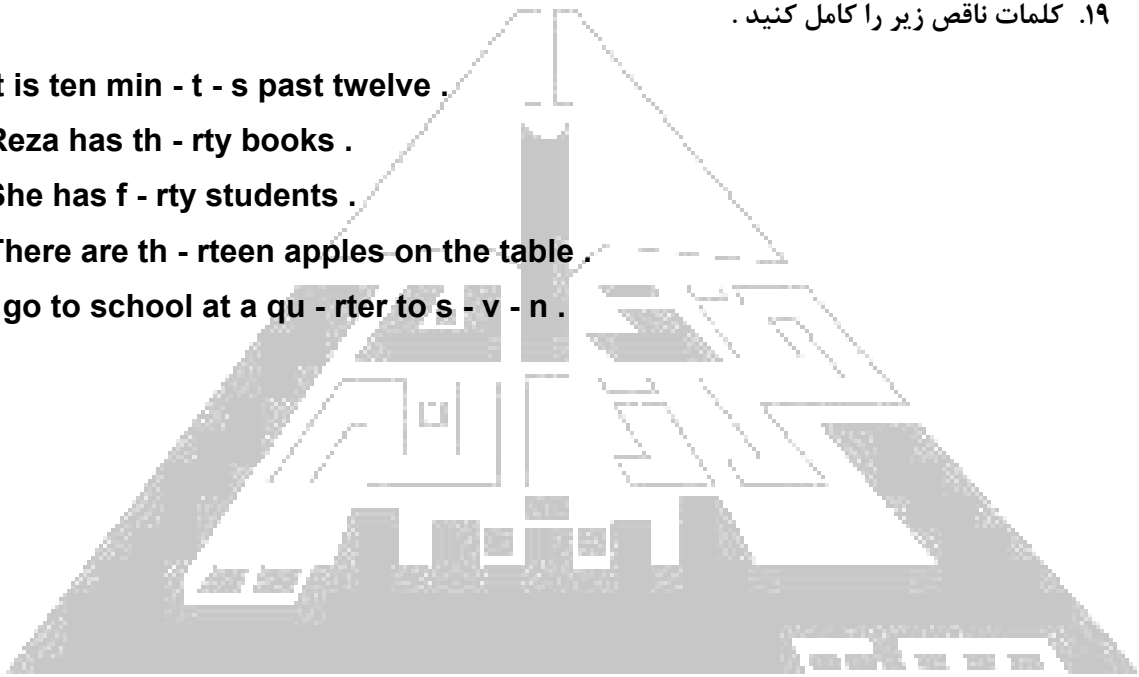 ۱۹. کلمات ناقص زیر را کامل کنید .
t is ten min - t - s past twelve .
Reza has th - rty books .
She has f - rty students .
There are th - rteen apples on the table .
go to school at a qu - rter to s - v - n .